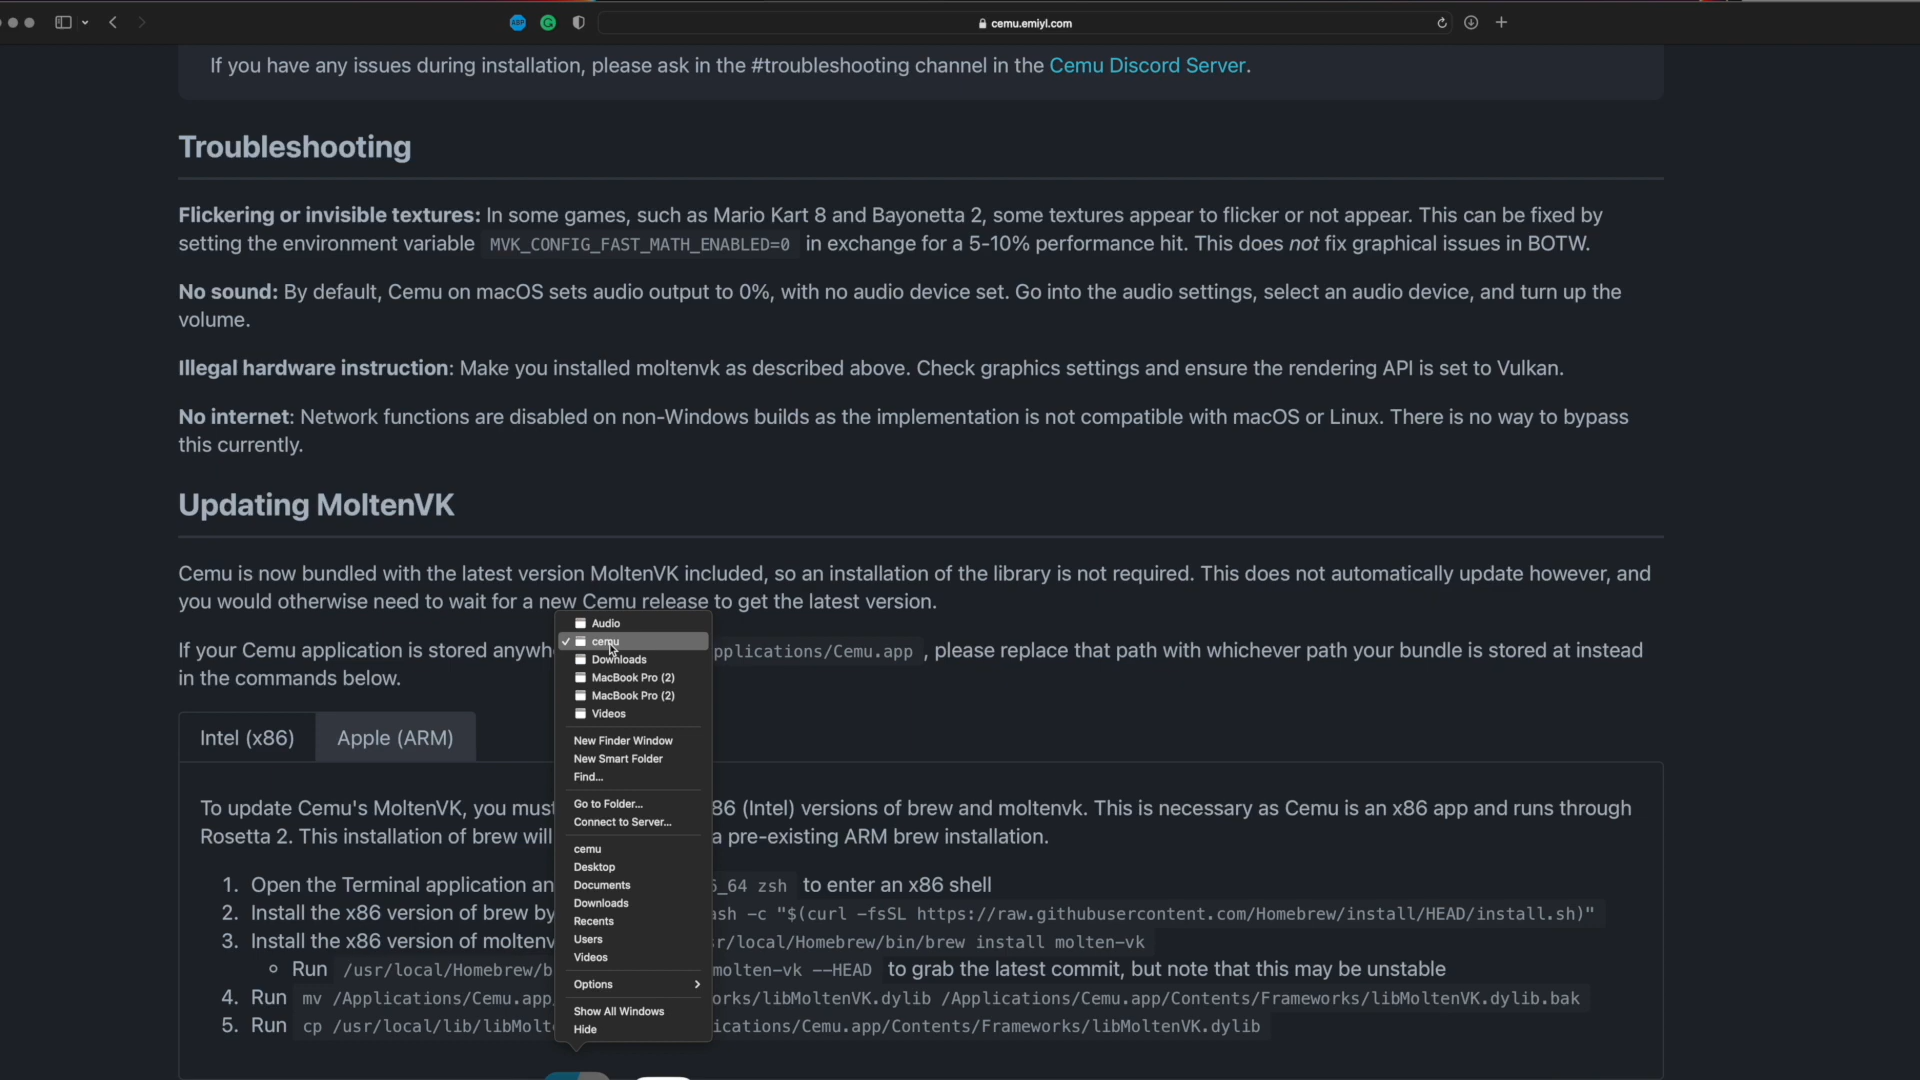 ABP
G
cemu.emiyl.com
If you have any issues during installation, please ask in the #troubleshooting channel in the Cemu Discord Server.
Troubleshooting
Flickering or invisible textures: In some games, such as Mario Kart 8 and Bayonetta 2, some textures appear to flicker or not appear. This can be fixed by
setting the environment variable MVK_CONFIG_FAST_MATH_ENABLED=0 in exchange for a 5-10% performance hit. This does not fix graphical issues in BOTW.
No sound: By default, Cemu on macOS sets audio output to 0%, with no audio device set. Go into the audio settings, select an audio device, and turn up the
volume.
Illegal hardware instruction: Make you installed moltenvk as described above. Check graphics settings and ensure the rendering API is set to Vulkan.
No internet: Network functions are disabled on non-Windows builds as the implementation is not compatible with macOS or Linux. There is no way to bypass
this currently.
Updating MoltenVK
Cemu is now bundled with the latest version MoltenVK included, so an installation of the library is not required. This does not automatically update however, and
you would otherwise need to wait for a new Cemu release to get the latest version.
If your Cemu application is stored anywh pplications/Cemu.app , please replace that path with whichever path your bundle is stored at instead
in the commands below.
Intel (x86) Apple (ARM)
To update Cemu's MoltenVK, you must 86 (Intel) versions of brew and moltenvk. This is necessary as Cemu is an x86 app and runs through
Rosetta 2. This installation of brew will a pre-existing ARM brew installation.
1. Open the Terminal application an 6_64 zsh to enter an x86 shell
2. Install the x86 version of brew by ash -c "$(curl -fsSL https://raw.githubusercontent.com/Homebrew/install/HEAD/install.sh)"
3. Install the x86 version of moltenv sr/local/Homebrew/bin/brew install molten-vk
Run /usr/local/Homebrew/b molten-vk --HEAD to grab the latest commit, but note that this may be unstable
4. Run mv /Applications/Cemu.app/ orks/libMoltenVK.dylib /Applications/Cemu.app/Contents/Frameworks/libMoltenVK.dylib.bak
5. Run cp /usr/local/lib/libMolt ications/Cemu.app/Contents/Frameworks/libMoltenVK.dylib
Audio
✓ cemu
Downloads
MacBook Pro (2)
MacBook Pro (2)
Videos
New Finder Window
New Smart Folder
Find...
Go to Folder...
Connect to Server...
cemu
Desktop
Documents
Downloads
Recents
Users
Videos
Options
Show All Windows
Hide